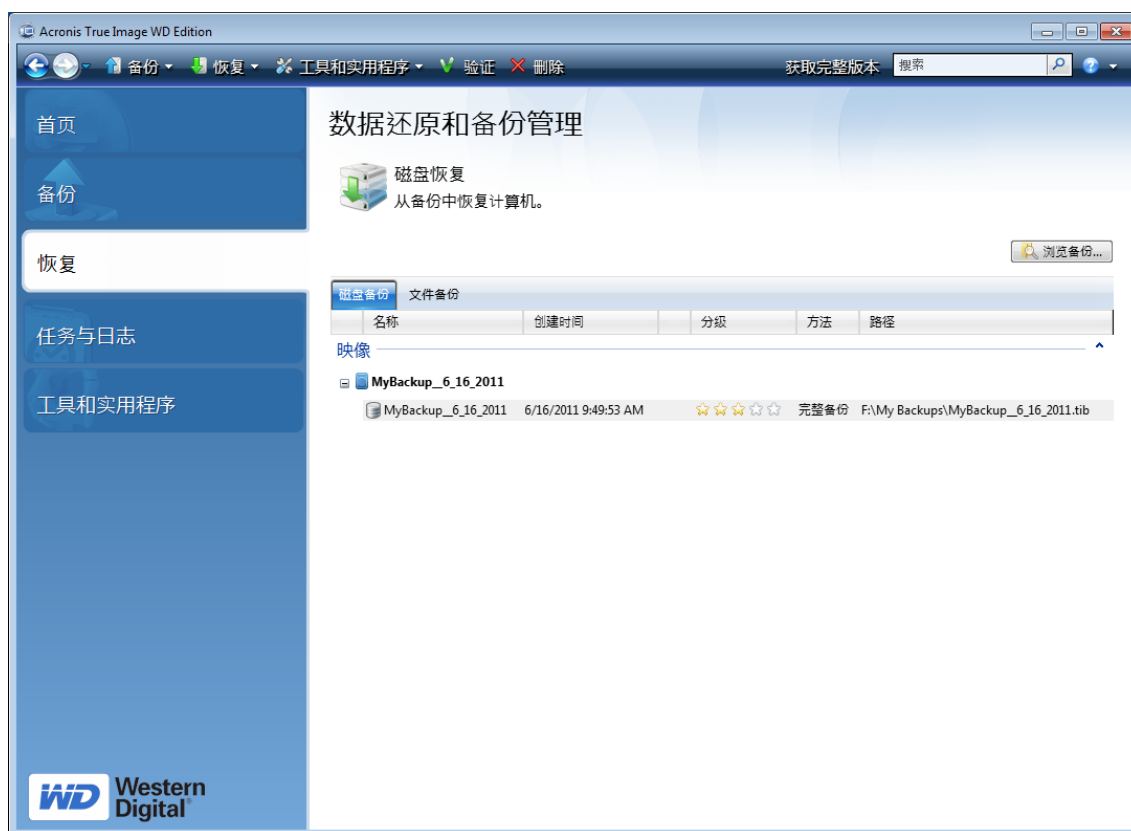 Acronis True Image WD Edition
备份 恢复 工具和实用程序 验证 删除 获取完整版本 搜索
首页
备份
恢复
任务与日志
工具和实用程序
数据还原和备份管理
磁盘恢复
从备份中恢复计算机。
浏览备份...
磁盘备份 文件备份
名称 创建时间 分级 方法 路径
映像
MyBackup__6_16_2011
MyBackup__6_16_2011 6/16/2011 9:49:53 AM 完整备份 F:\My Backups\MyBackup__6_16_2011.tib
WD Western
Digital®